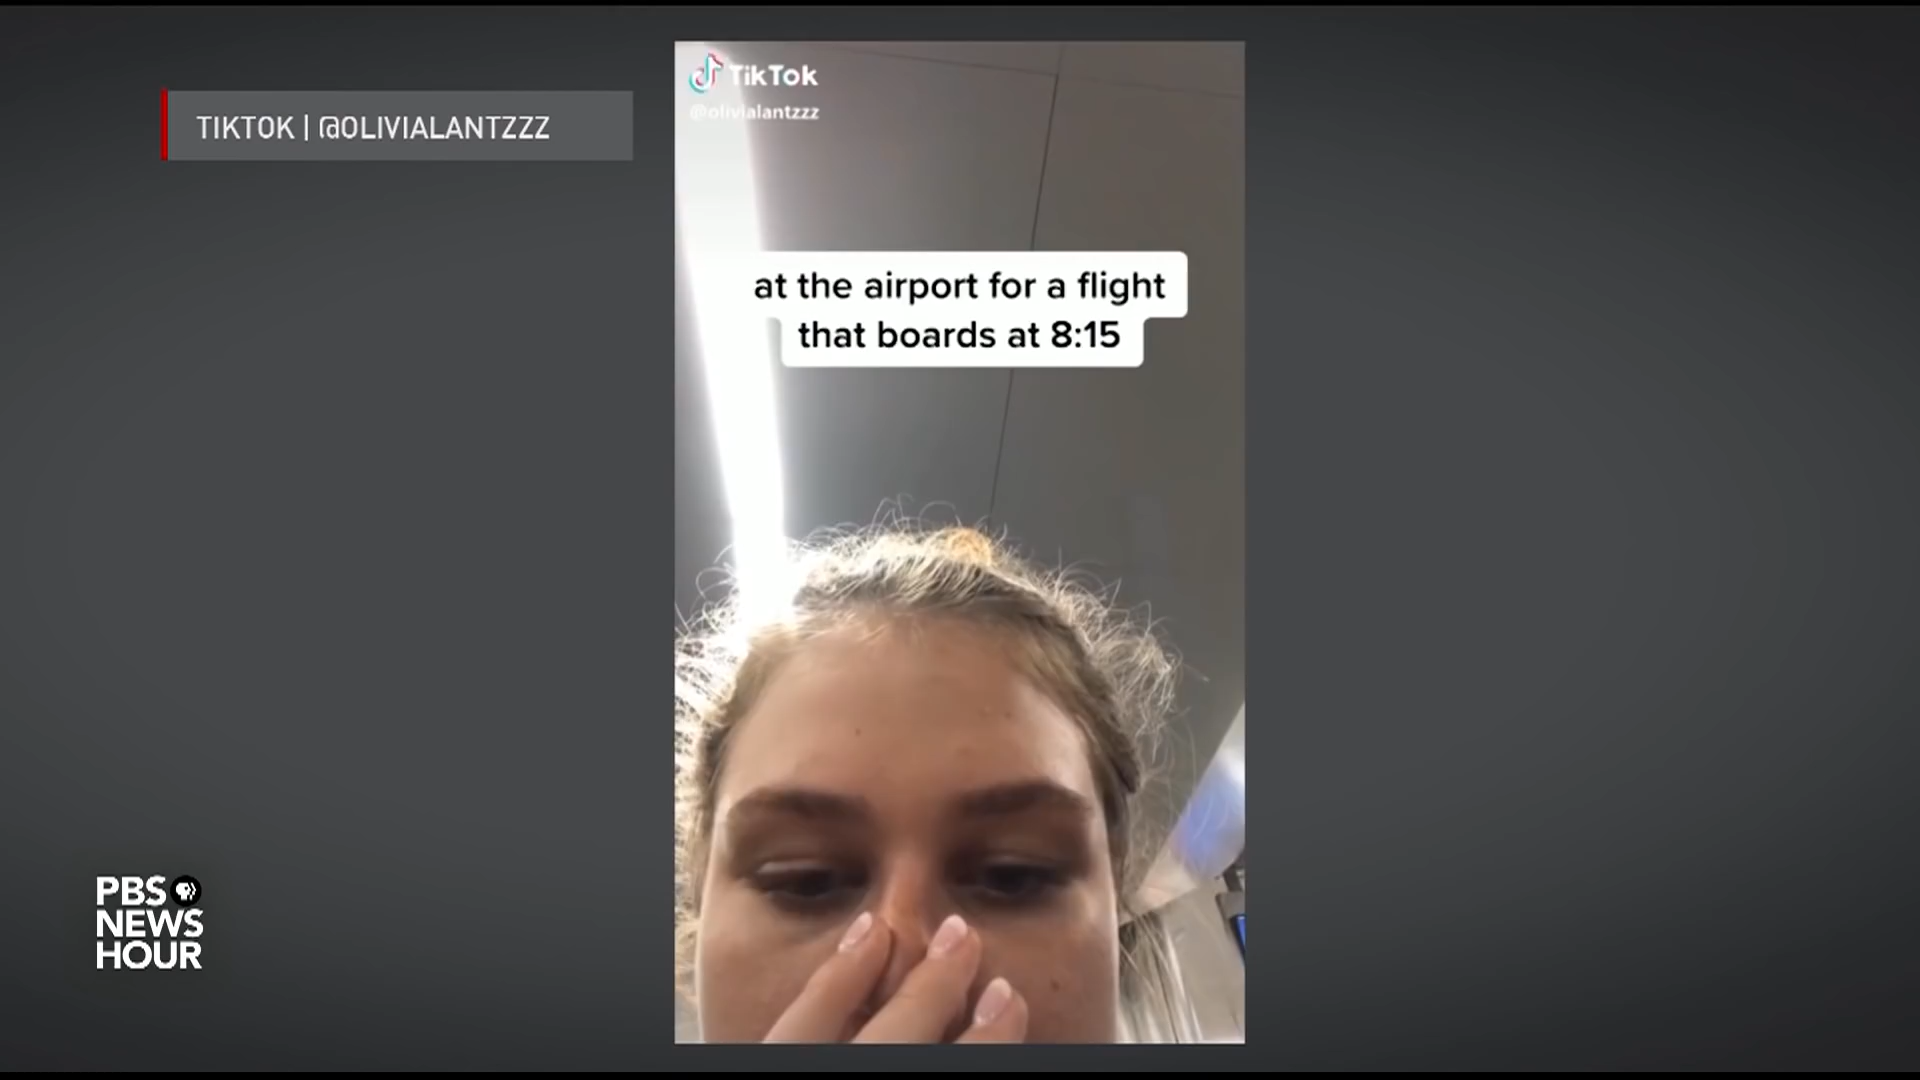 TIKTOK | @OLIVIALANTZZZ
TikTok
@olivialantzzz
at the airport for a flight
that boards at 8:15
PBS
NEWS
HOUR